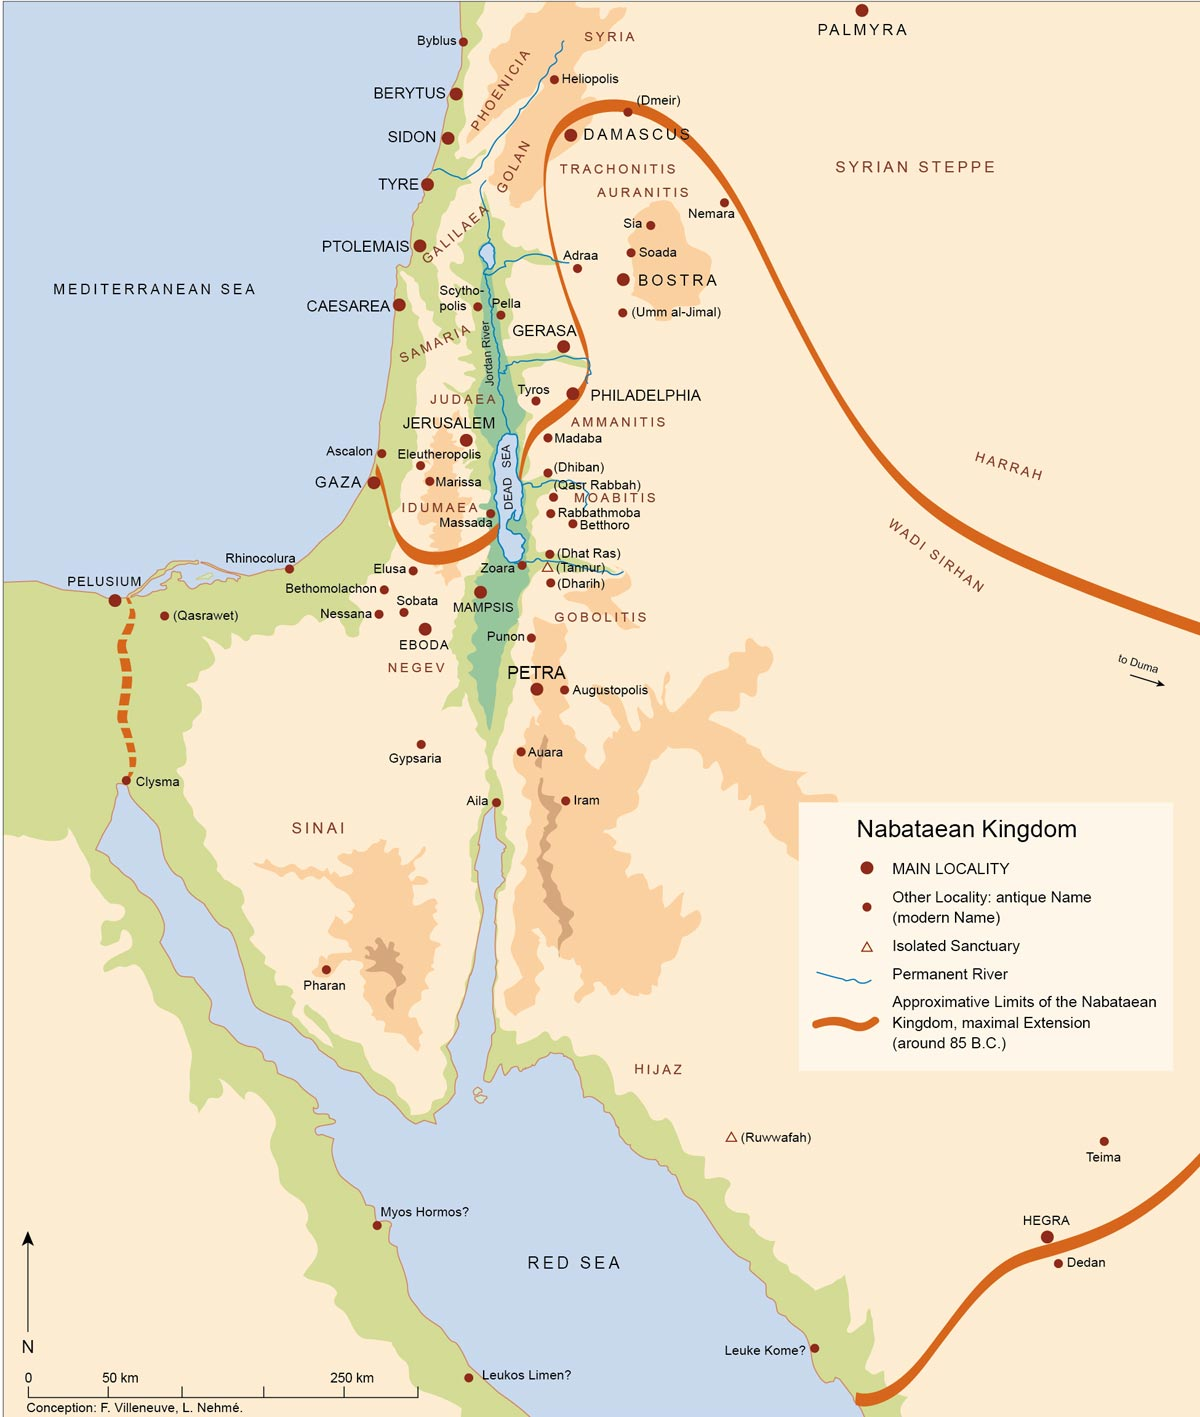 PALMYRA
SYRIA
Byblus
PHOENICIA
Heliopolis
BERYTUS
(Dmeir)
SIDON
DAMASCUS
GOLAN
TRACHONITIS
SYRIAN STEPPE
TYRE
AURANITIS
Nemara
Sia
GALILAEA
PTOLEMAIS
Soada
Adraa
BOSTRA
MEDITERRANEAN SEA
Scytho-
polis
Pella
CAESAREA
(Umm al-Jimal)
GERASA
SAMARIA
Jordan River
Tyros
PHILADELPHIA
JUDAEA
JERUSALEM
AMMANITIS
Madaba
Ascalon
Eleutheropolis
DEAD SEA
(Dhiban)
HARRAH
GAZA
Marissa
(Qasr Rabbah)
MOABITIS
IDUMAEA
Massada
Rabbathmoba
Betthoro
WADI SIRHAN
Rhinocolura
(Dhat Ras)
Elusa
Zoara
(Tannur)
PELUSIUM
(Dharih)
Bethomolachon
Sobata
MAMPSIS
(Qasrawet)
Nessana
GOBOLITIS
EBODA
Punon
NEGEV
PETRA
to Duma
Augustopolis
Gypsaria
Auara
Clysma
Aila
Iram
SINAI
Nabataean Kingdom
MAIN LOCALITY
Other Locality: antique Name
(modern Name)
Isolated Sanctuary
Permanent River
Approximative Limits of the Nabataean
Kingdom, maximal Extension
(around 85 B.C.)
Pharan
HIJAZ
(Ruwwafah)
Teima
Myos Hormos?
HEGRA
RED SEA
Dedan
N
Leuke Kome?
Leukos Limen?
0 50 km 250 km
Conception: F. Villeneuve, L. Nehmé.